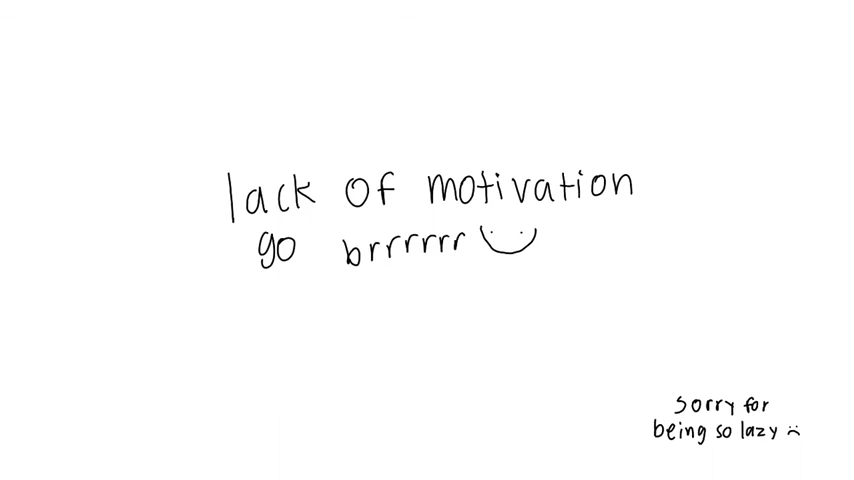 lack of motivation
go brrrrrr
sorry for
being so lazy